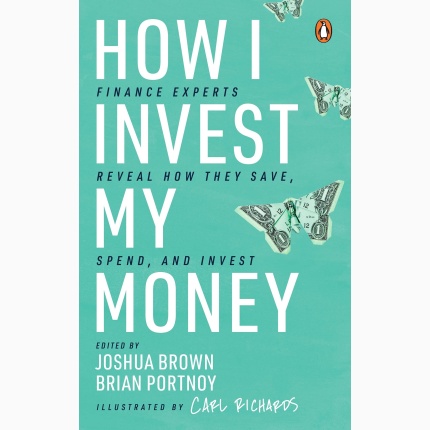 HOW I
FINANCE EXPERTS
INVEST
REVEAL HOW THEY SAVE,
MY
SPEND, AND INVEST
MONEY
EDITED BY
JOSHUA BROWN
BRIAN PORTNOY
ILLUSTRATED BY CARL RICHARDS